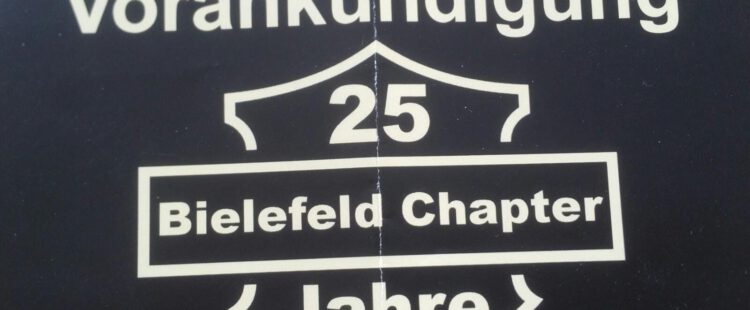 Vorankündigung
25
Bielefeld Chapter
Jahre